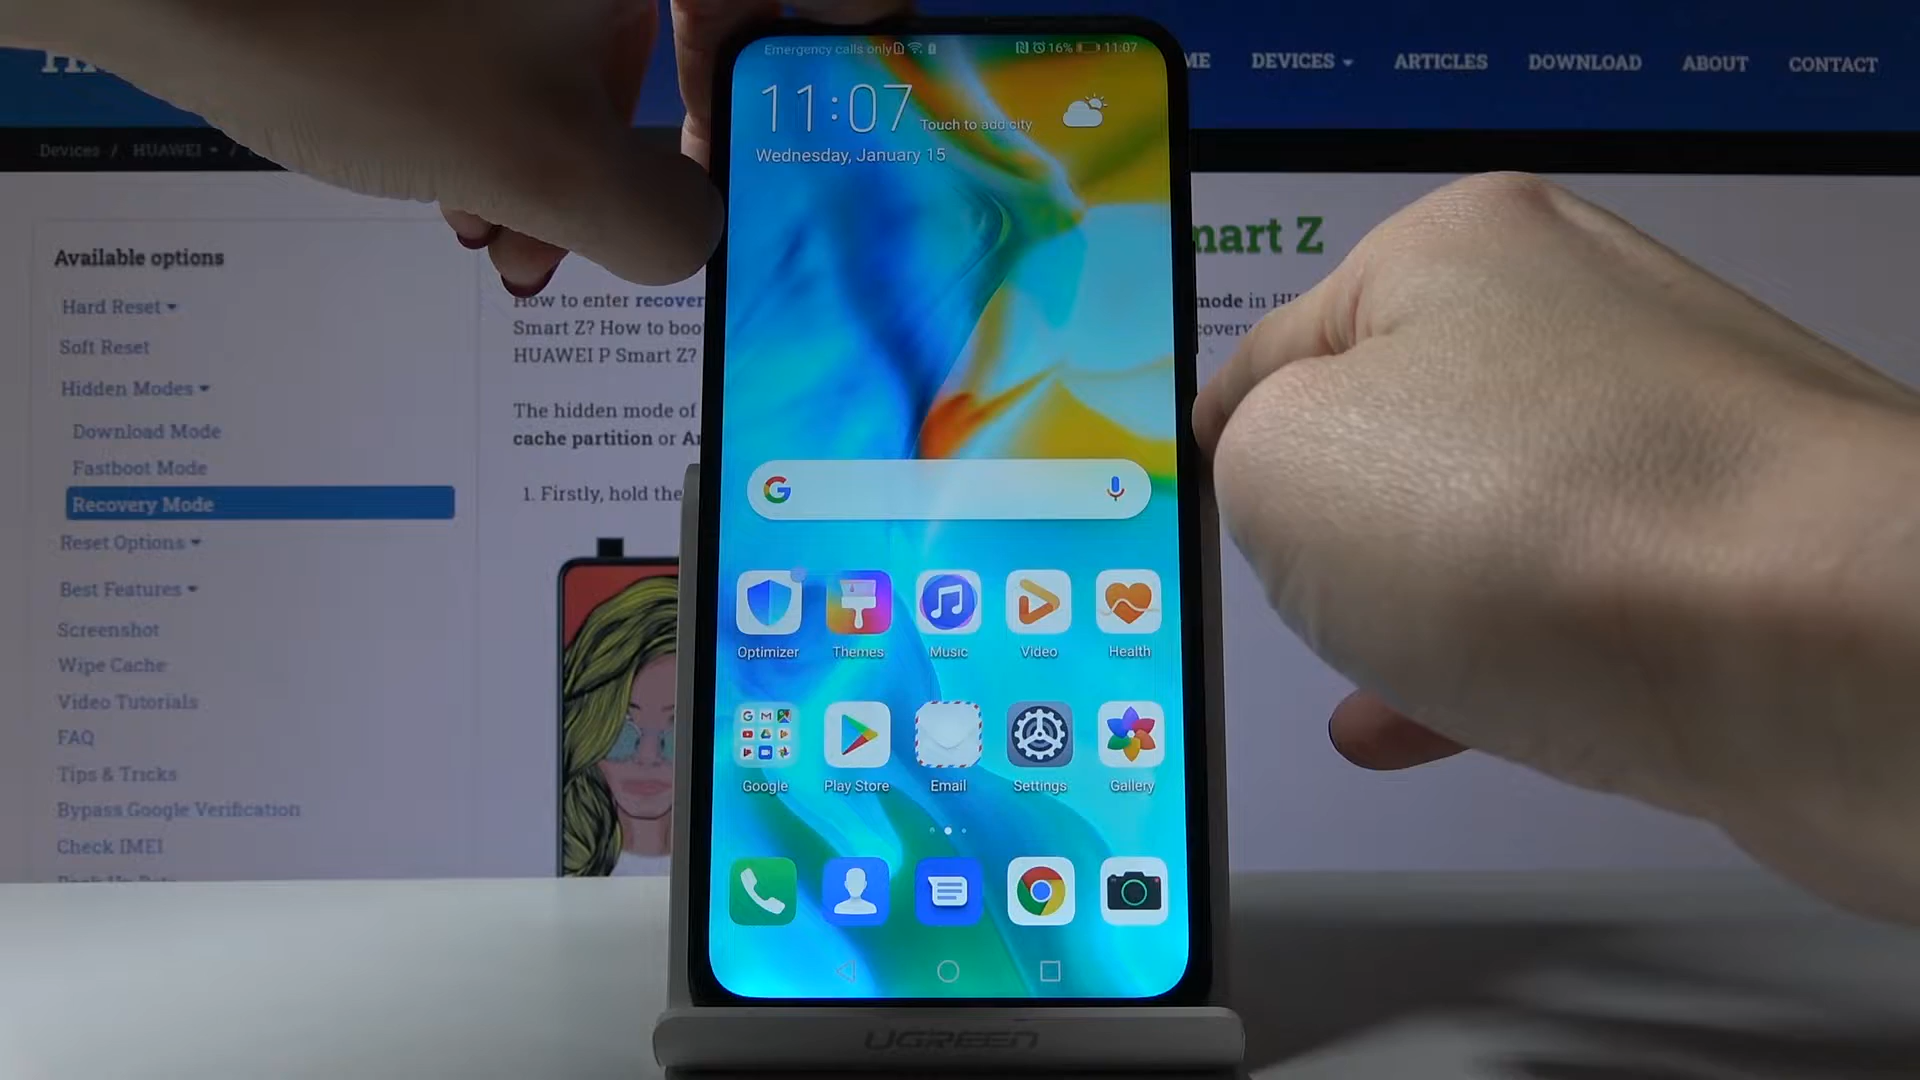 ME DEVICES ARTICLES DOWNLOAD ABOUT CONTACT
Devices / HUAWEI /
Available options
Hard Reset
Soft Reset
Hidden Modes
Download Mode
Fastboot Mode
Recovery Mode
Reset Options
Best Features
Screenshot
Wipe Cache
Video Tutorials
FAQ
Tips & Tricks
Bypass Google Verification
Check IMEI
mart Z
How to enter recover
mode in
Smart Z? How to boo
HUAWEI P Smart Z?
The hidden mode of
cache partition or
1. Firstly, hold the
Emergency calls only 16% 11:07
11:07 Touch to add city
Wednesday, January 15
Optimizer Themes Music Video Health
Google Play Store Email Settings Gallery
UGREEN